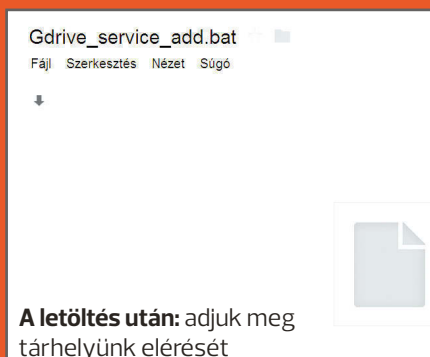 Gdrive_service_add.bat
Fájl Szerkesztés Nézet Súgó
A letöltés után: adjuk meg
tárhelyünk elérését